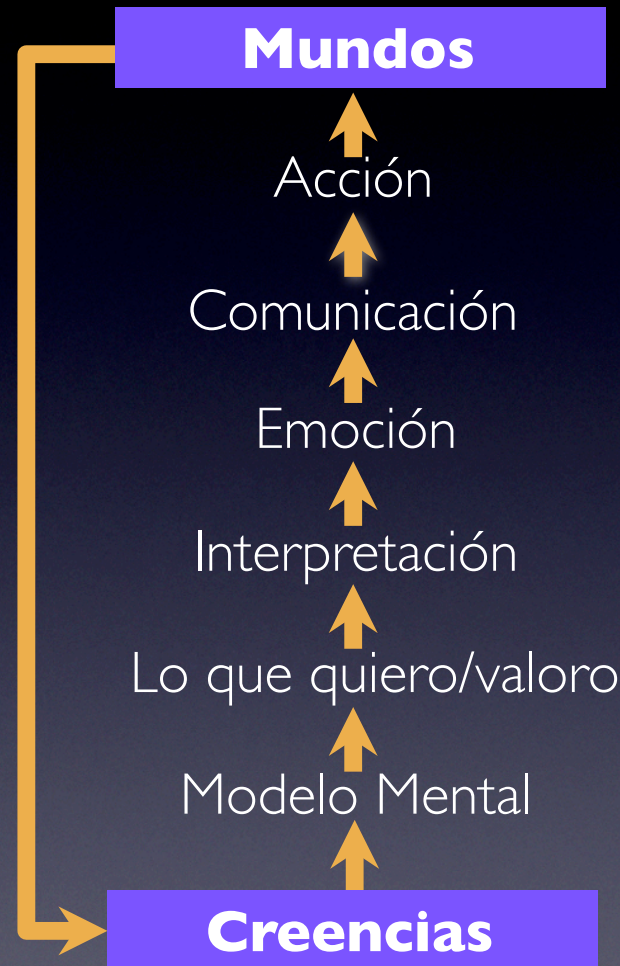 Mundos
Acción
Comunicación
Emoción
Interpretación
Lo que quiero/valoro
Modelo Mental
Creencias